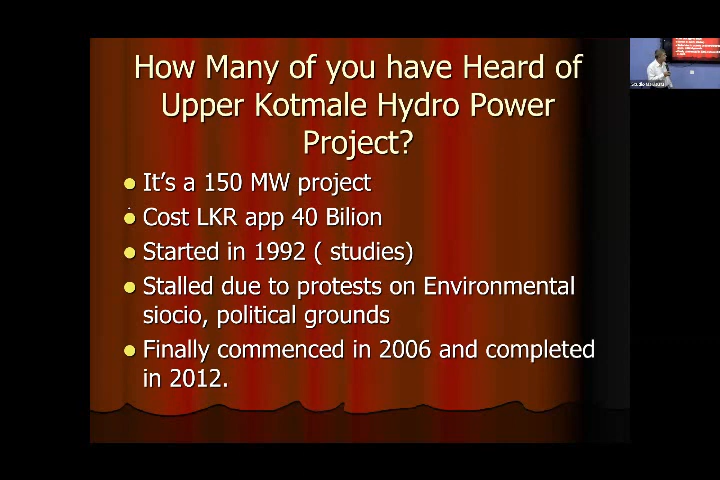 How Many of you have Heard of
Upper Kotmale Hydro Power
Project?
It's a 150 MW project
Cost LKR app 40 Bilion
Started in 1992 ( studies)
Stalled due to protests on Environmental
siocio, political grounds
Finally commenced in 2006 and completed
in 2012.